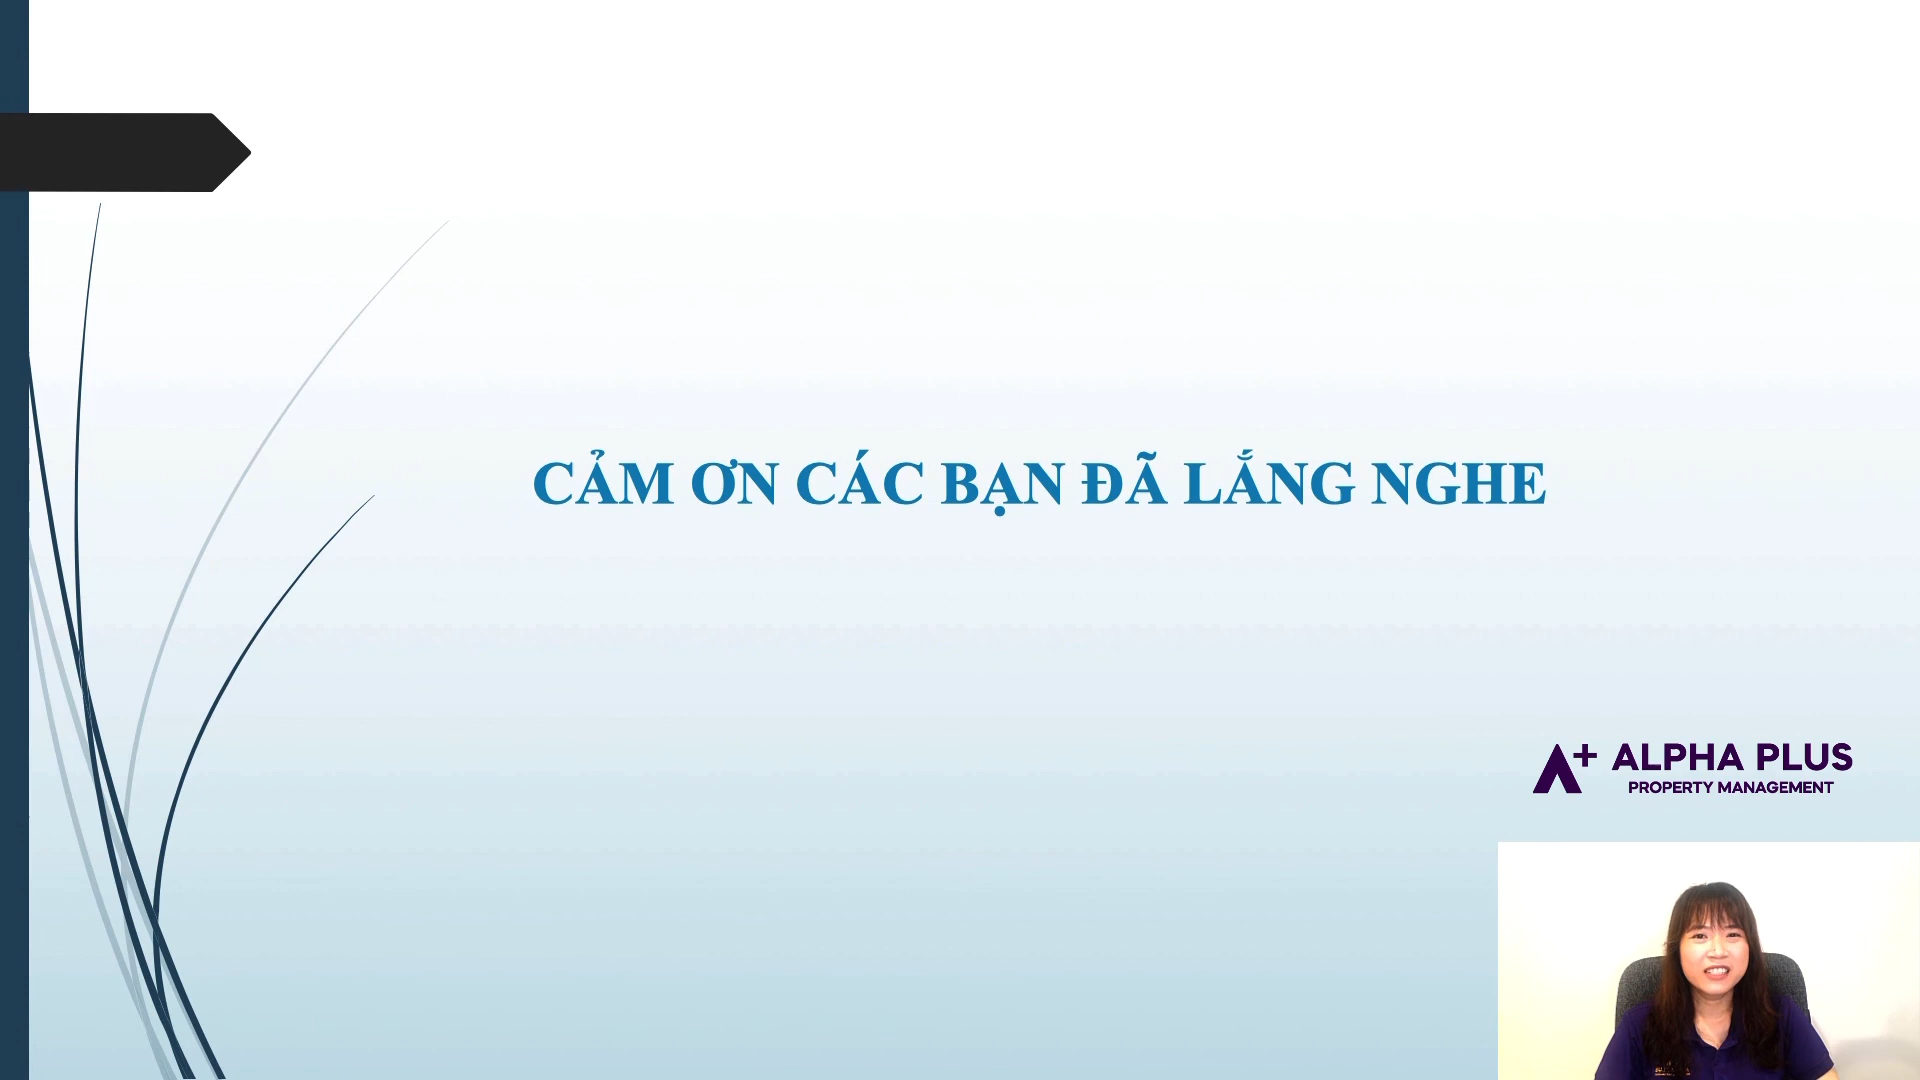 CẢM ƠN CÁC BẠN ĐÃ LẮNG NGHE
A+ ALPHA PLUS
PROPERTY MANAGEMENT